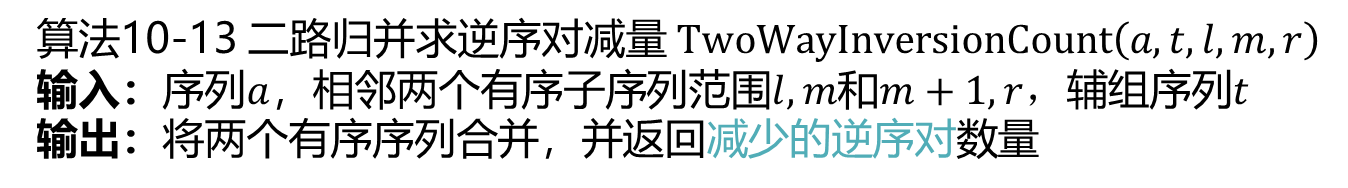 算法10-13 二路归并求逆序对减量 TwoWayInversionCount(a, t, l, m, r)
输入：序列a，相邻两个有序子序列范围l, m和m + 1, r，辅组序列t
输出：将两个有序序列合并，并返回减少的逆序对数量